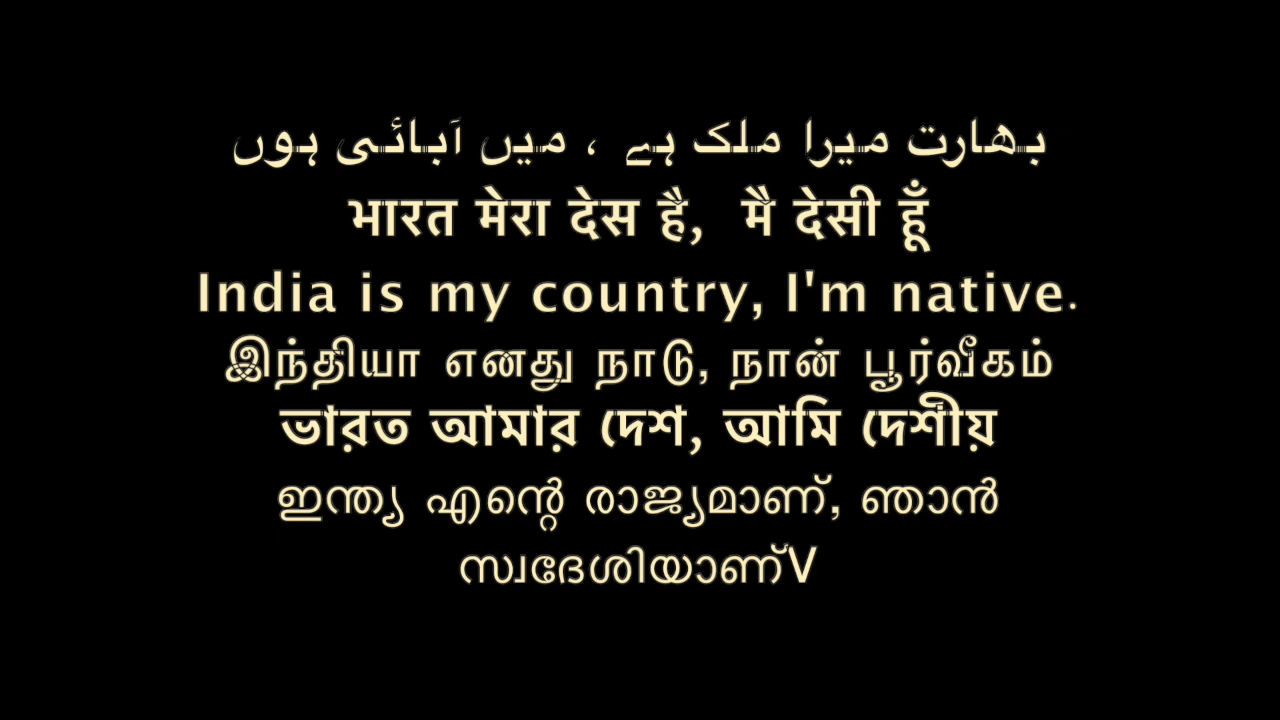 بھارت میرا ملک ہے ، میں آبائی ہوں
भारत मेरा देस है, मै देसी हूँ
India is my country, I'm native.
இந்தியா எனது நாடு, நான் பூர்வீகம்
ভারত আমার দেশ, আমি দেশীয়
ഇന്ത്യ എന്റെ രാജ്യമാണ്, ഞാൻ
സ്വദേശിയാണ്V